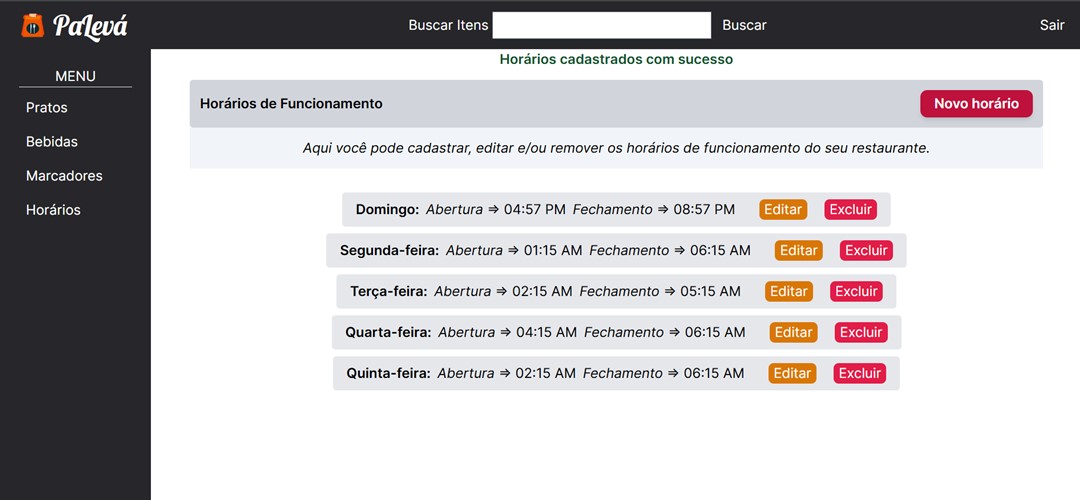 PaLevá
Buscar Itens Buscar Sair
Horários cadastrados com sucesso
MENU
Pratos
Bebidas
Marcadores
Horários
Horários de Funcionamento Novo horário
Aqui você pode cadastrar, editar e/ou remover os horários de funcionamento do seu restaurante.
Domingo: Abertura ⇒ 04:57 PM Fechamento ⇒ 08:57 PM Editar Excluir
Segunda-feira: Abertura ⇒ 01:15 AM Fechamento ⇒ 06:15 AM Editar Excluir
Terça-feira: Abertura ⇒ 02:15 AM Fechamento ⇒ 05:15 AM Editar Excluir
Quarta-feira: Abertura ⇒ 04:15 AM Fechamento ⇒ 06:15 AM Editar Excluir
Quinta-feira: Abertura ⇒ 02:15 AM Fechamento ⇒ 06:15 AM Editar Excluir